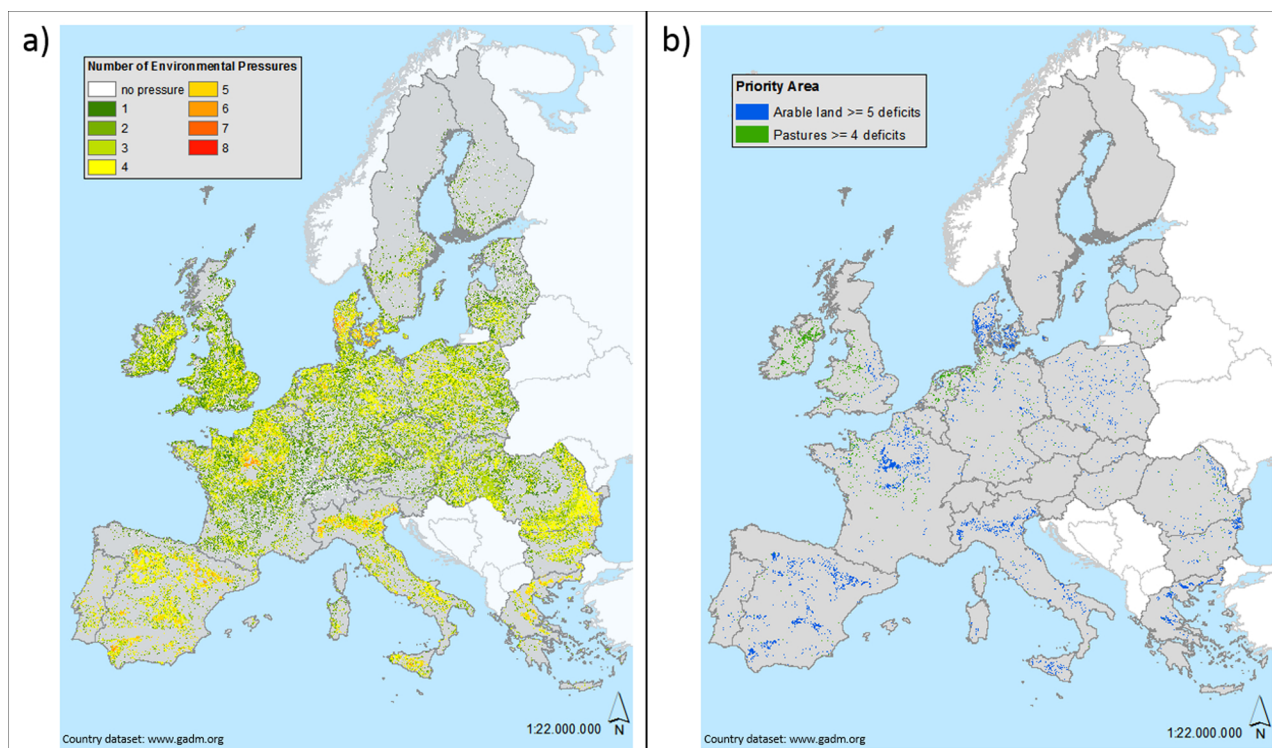 a)
Number of Environmental Pressures
no pressure
1
2
3
4
5
6
7
8
1:22.000.000
N
Country dataset: www.gadm.org
b)
Priority Area
Arable land >= 5 deficits
Pastures >= 4 deficits
1:22.000.000
N
Country dataset: www.gadm.org